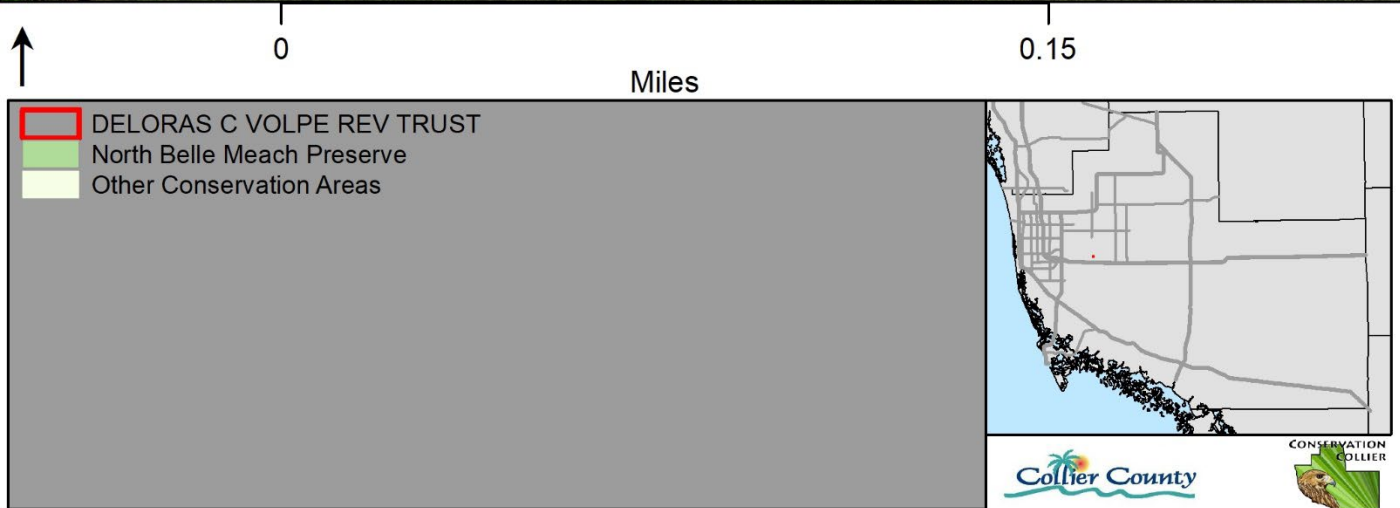 0 0.15
Miles
DELORAS C VOLPE REV TRUST
North Belle Meach Preserve
Other Conservation Areas
Collier County
CONSERVATION
COLLIER